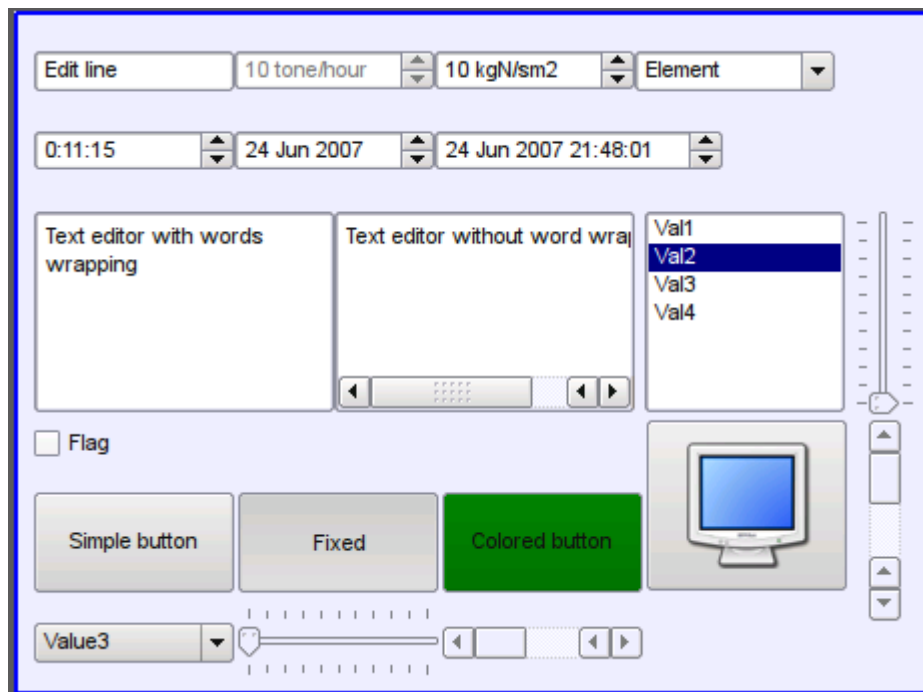 Edit line
10 tone/hour
10 kgN/sm2
Element
0:11:15
24 Jun 2007
24 Jun 2007 21:48:01
Text editor with words
wrapping
Text editor without word wra
Val1
Val2
Val3
Val4
Flag
Simple button
Fixed
Colored button
Value3